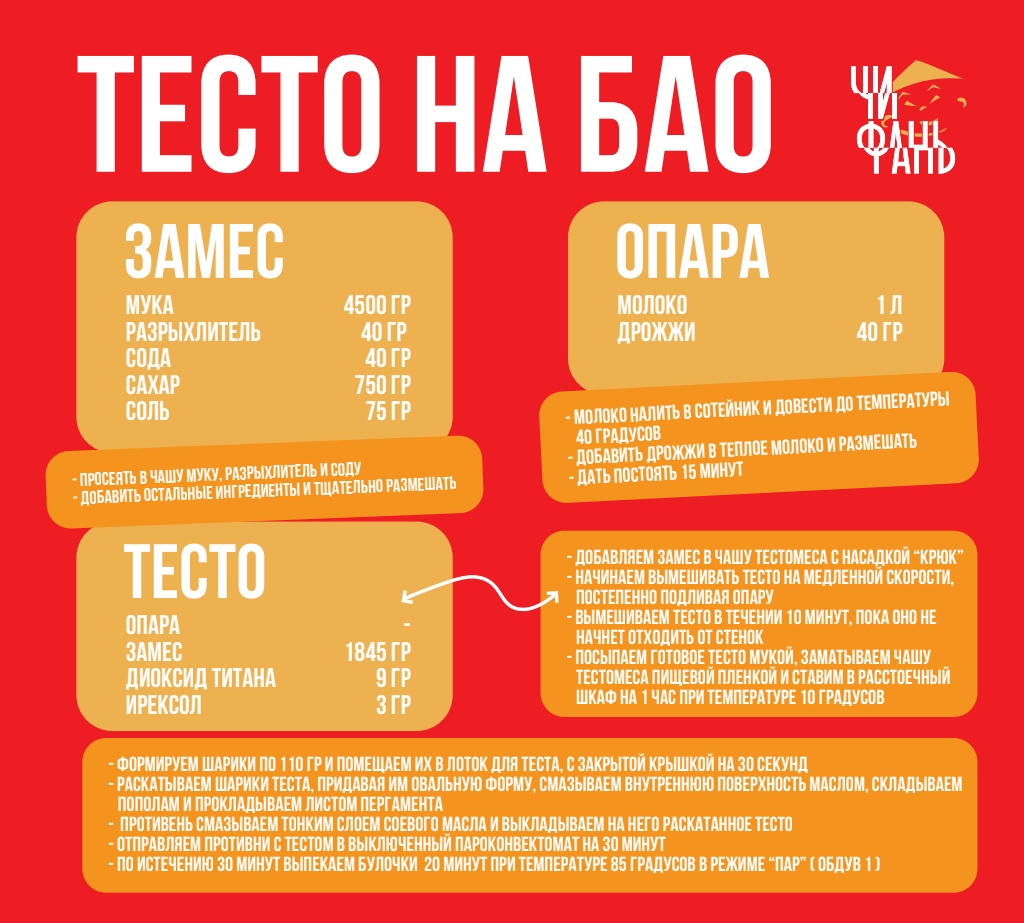 ТЕСТО НА БАО
ЧИ
ФАНЬ
ЗАМЕС
МУКА 4500 ГР
РАЗРЫХЛИТЕЛЬ 40 ГР
СОДА 40 ГР
САХАР 750 ГР
СОЛЬ 75 ГР
- ПРОСЕЯТЬ В ЧАШУ МУКУ, РАЗРЫХЛИТЕЛЬ И СОДУ
- ДОБАВИТЬ ОСТАЛЬНЫЕ ИНГРЕДИЕНТЫ И ТЩАТЕЛЬНО РАЗМЕШАТЬ
ОПАРА
МОЛОКО 1 Л
ДРОЖЖИ 40 ГР
- МОЛОКО НАЛИТЬ В СОТЕЙНИК И ДОВЕСТИ ДО ТЕМПЕРАТУРЫ
40 ГРАДУСОВ
- ДОБАВИТЬ ДРОЖЖИ В ТЕПЛОЕ МОЛОКО И РАЗМЕШАТЬ
- ДАТЬ ПОСТОЯТЬ 15 МИНУТ
ТЕСТО
ОПАРА -
ЗАМЕС 1845 ГР
ДИОКСИД ТИТАНА 9 ГР
ИРЕКСОЛ 3 ГР
- ДОБАВЛЯЕМ ЗАМЕС В ЧАШУ ТЕСТОМЕСА С НАСАДКОЙ “КРЮК”
- НАЧИНАЕМ ВЫМЕШИВАТЬ ТЕСТО НА МЕДЛЕННОЙ СКОРОСТИ,
ПОСТЕПЕННО ПОДЛИВАЯ ОПАРУ
- ВЫМЕШИВАЕМ ТЕСТО В ТЕЧЕНИИ 10 МИНУТ, ПОКА ОНО НЕ
НАЧНЕТ ОТХОДИТЬ ОТ СТЕНОК
- ПОСЫПАЕМ ГОТОВОЕ ТЕСТО МУКОЙ, ЗАМАТЫВАЕМ ЧАШУ
ТЕСТОМЕСА ПИЩЕВОЙ ПЛЕНКОЙ И СТАВИМ В РАССТОЕЧНЫЙ
ШКАФ НА 1 ЧАС ПРИ ТЕМПЕРАТУРЕ 10 ГРАДУСОВ
- ФОРМИРУЕМ ШАРИКИ ПО 110 ГР И ПОМЕЩАЕМ ИХ В ЛОТОК ДЛЯ ТЕСТА, С ЗАКРЫТОЙ КРЫШКОЙ НА 30 СЕКУНД
- РАСКАТЫВАЕМ ШАРИКИ ТЕСТА, ПРИДАВАЯ ИМ ОВАЛЬНУЮ ФОРМУ, СМАЗЫВАЕМ ВНУТРЕННЮЮ ПОВЕРХНОСТЬ МАСЛОМ, СКЛАДЫВАЕМ
ПОПОЛАМ И ПРОКЛАДЫВАЕМ ЛИСТОМ ПЕРГАМЕНТА
- ПРОТИВЕНЬ СМАЗЫВАЕМ ТОНКИМ СЛОЕМ СОЕВОГО МАСЛА И ВЫКЛАДЫВАЕМ НА НЕГО РАСКАТАННОЕ ТЕСТО
- ОТПРАВЛЯЕМ ПРОТИВНИ С ТЕСТОМ В ВЫКЛЮЧЕННЫЙ ПАРОКОНВЕКТОМАТ НА 30 МИНУТ
- ПО ИСТЕЧЕНИЮ 30 МИНУТ ВЫПЕКАЕМ БУЛОЧКИ 20 МИНУТ ПРИ ТЕМПЕРАТУРЕ 85 ГРАДУСОВ В РЕЖИМЕ “ПАР” ( ОБДУВ 1 )